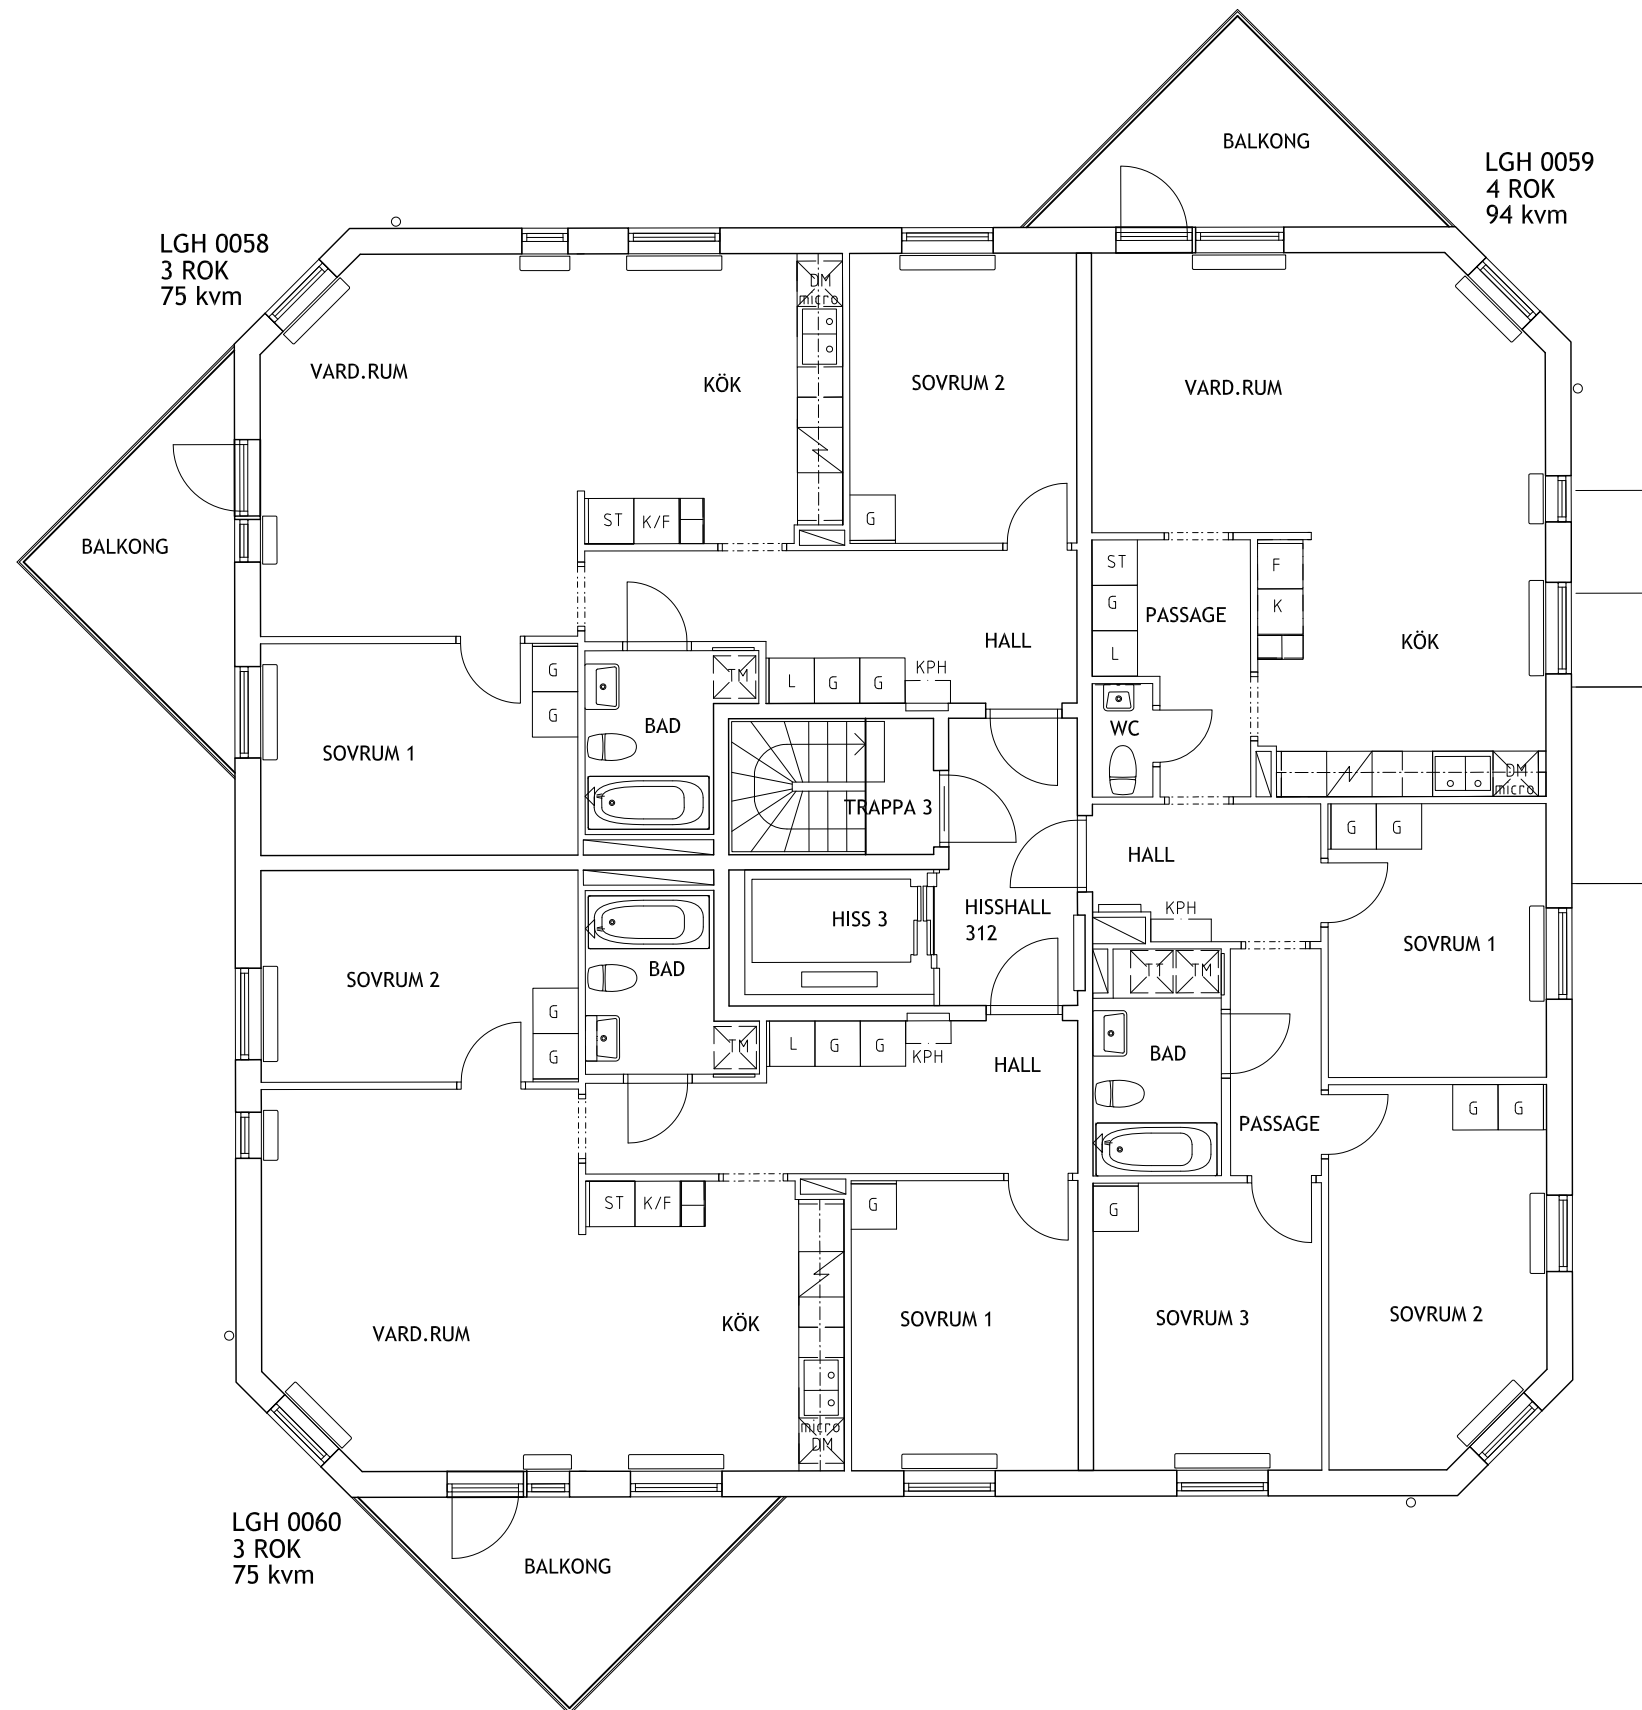 BALKONG
LGH 0059
4 ROK
94 kvm
LGH 0058
3 ROK
75 kvm
DM
micro
VARD.RUM
KÖK
SOVRUM 2
VARD.RUM
ST
K/F
G
BALKONG
ST
F
G
K
PASSAGE
L
HALL
KÖK
G
TM
L
G
G
KPH
G
BAD
WC
SOVRUM 1
DM
micro
TRAPPA 3
G
G
HALL
HISS 3
HISSHALL
312
KPH
SOVRUM 1
BAD
SOVRUM 2
TT
TM
G
G
TM
L
G
G
KPH
HALL
BAD
PASSAGE
G
G
ST
K/F
G
G
VARD.RUM
KÖK
SOVRUM 1
SOVRUM 3
SOVRUM 2
micro
DM
LGH 0060
3 ROK
75 kvm
BALKONG